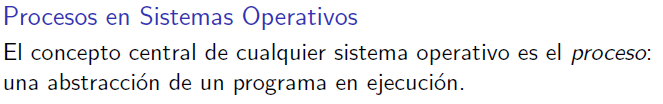 Procesos en Sistemas Operativos
El concepto central de cualquier sistema operativo es el proceso:
una abstracción de un programa en ejecución.